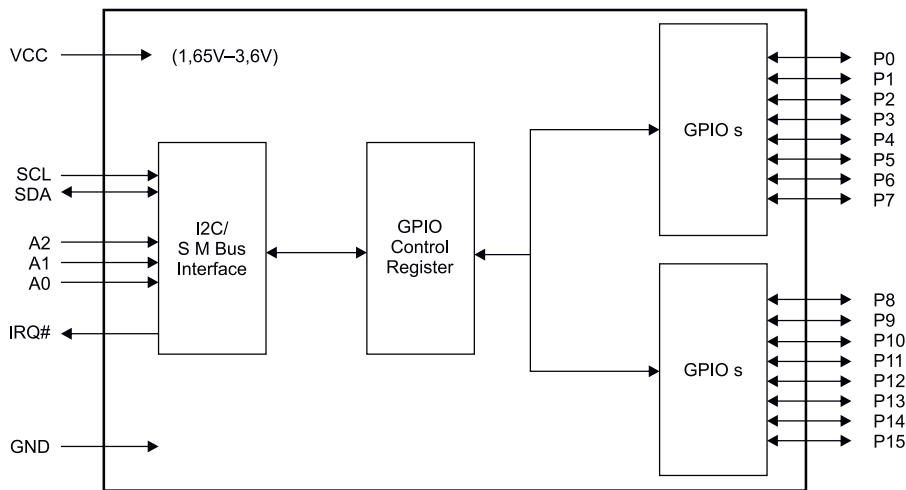 VCC
(1,65V–3,6V)
SCL
SDA
A2
A1
A0
IRQ#
GND
I2C/
S M Bus
Interface
GPIO
Control
Register
GPIO s
P0
P1
P2
P3
P4
P5
P6
P7
GPIO s
P8
P9
P10
P11
P12
P13
P14
P15